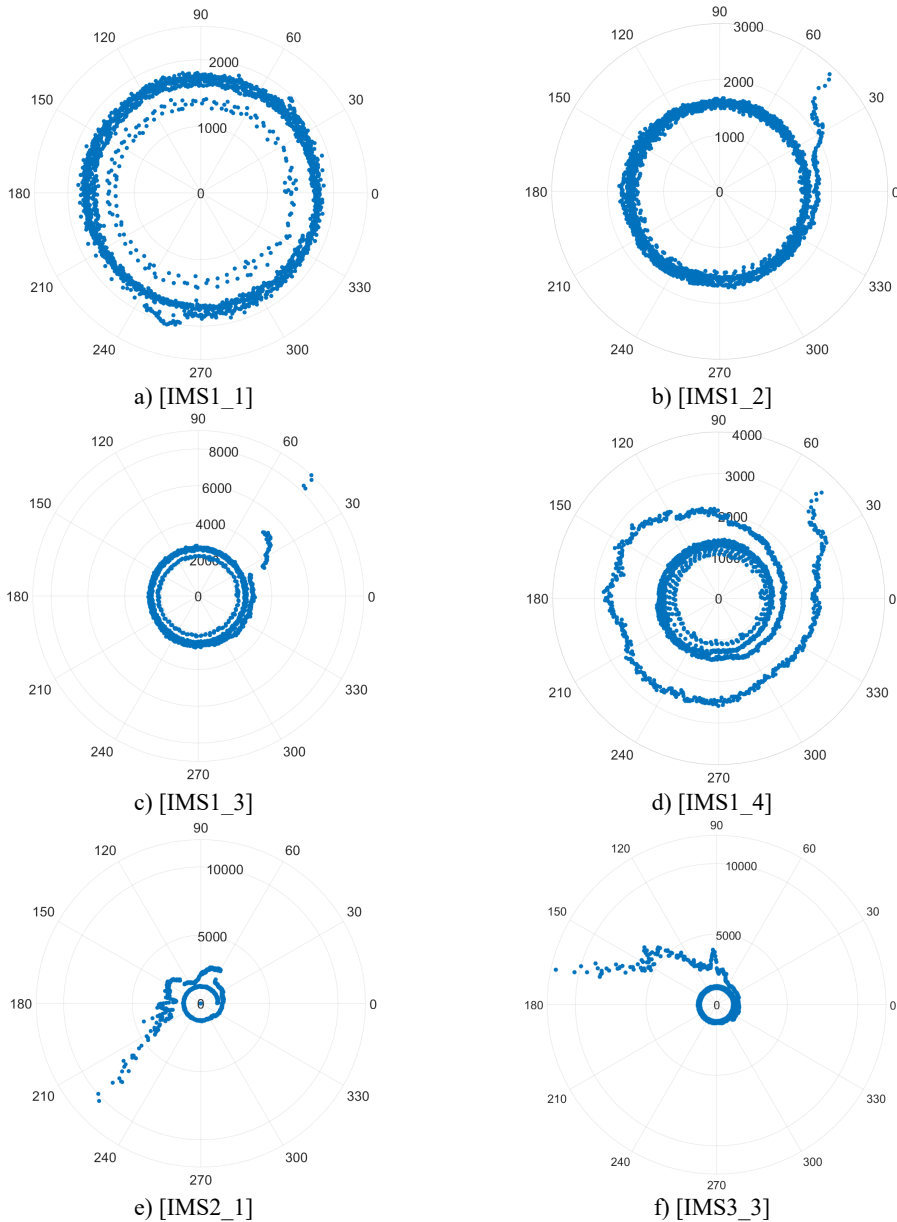 90 90
120 60 120 3000 60
2000 2000
150 30 150 30
1000 1000
180 0 0 180 0 0
210 330 210 330
240 300 240 300
270 270
a) [IMS1_1] b) [IMS1_2]
90 90
120 60 120 4000 60
8000 3000
150 6000 30 150 30
4000 2000
2000 1000
180 0 0 180 0 0
210 330 210 330
240 300 240 300
270 270
c) [IMS1_3] d) [IMS1_4]
90 90
120 60 120 60
10000 10000
150 30 150 30
5000 5000
180 0 0 180 0 0
210 330 210 330
240 300 240 300
270 270
e) [IMS2_1] f) [IMS3_3]